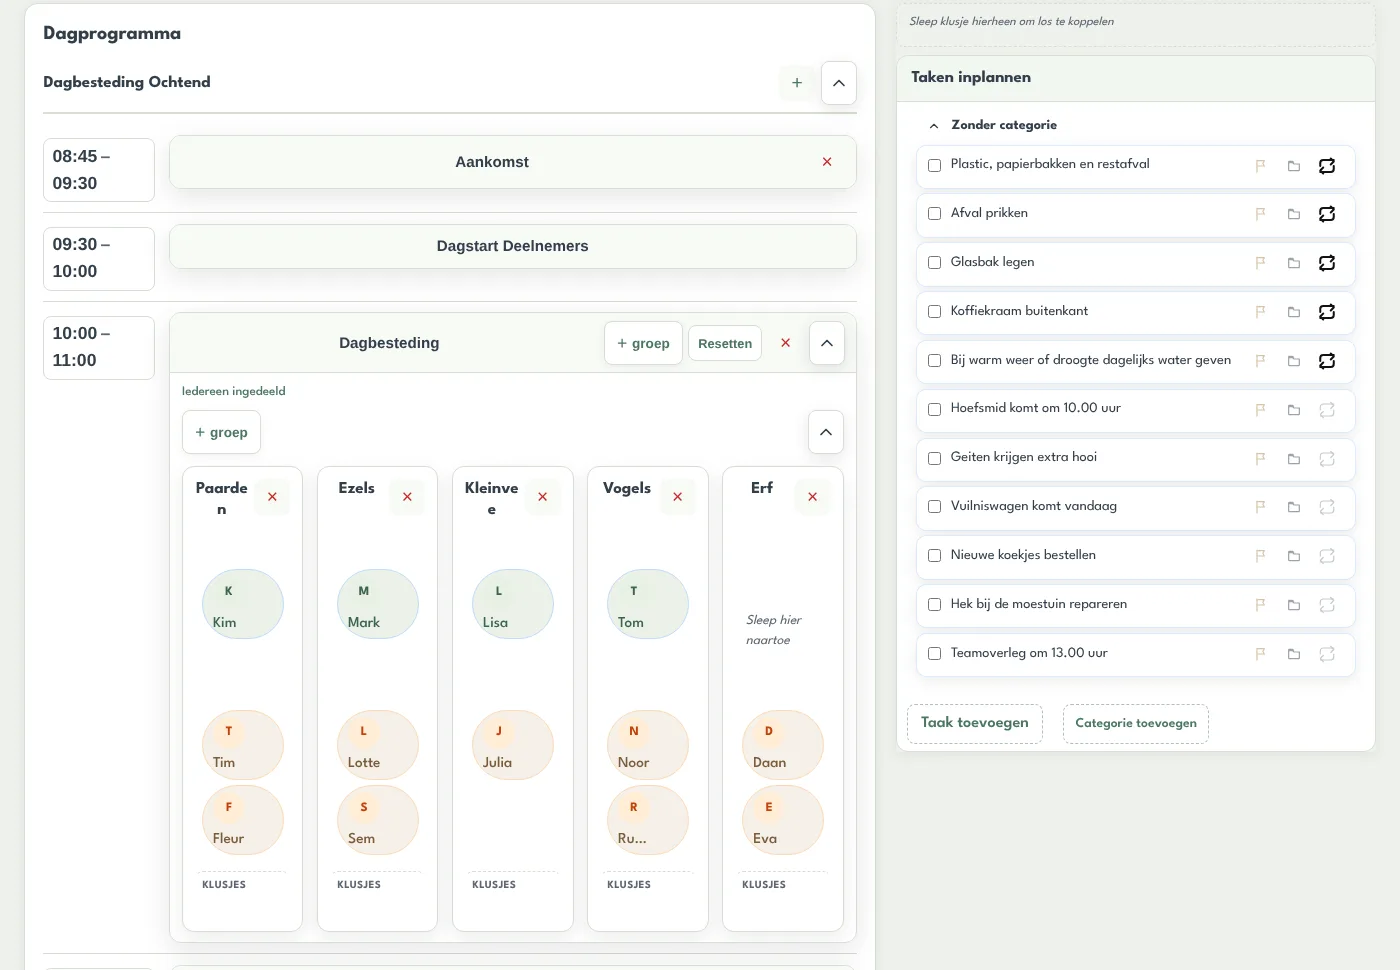 Dagprogramma
Dagbesteding Ochtend
+
08:45 –
09:30
Aankomst
09:30 –
10:00
Dagstart Deelnemers
10:00 –
11:00
Dagbesteding
+ groep
Resetten
Iedereen ingedeeld
+ groep
Paarde
n
Ezels
Kleinve
e
Vogels
Erf
K
Kim
M
Mark
L
Lisa
T
Tom
Sleep hier
naartoe
T
Tim
L
Lotte
J
Julia
N
Noor
D
Daan
F
Fleur
S
Sem
R
Ru...
E
Eva
KLUSJES
KLUSJES
KLUSJES
KLUSJES
KLUSJES
Sleep klusje hierheen om los te koppelen
Taken inplannen
Zonder categorie
Plastic, papierbakken en restafval
Afval prikken
Glasbak legen
Koffiekraam buitenkant
Bij warm weer of droogte dagelijks water geven
Hoefsmid komt om 10.00 uur
Geiten krijgen extra hooi
Vuilniswagen komt vandaag
Nieuwe koekjes bestellen
Hek bij de moestuin repareren
Teamoverleg om 13.00 uur
Taak toevoegen
Categorie toevoegen